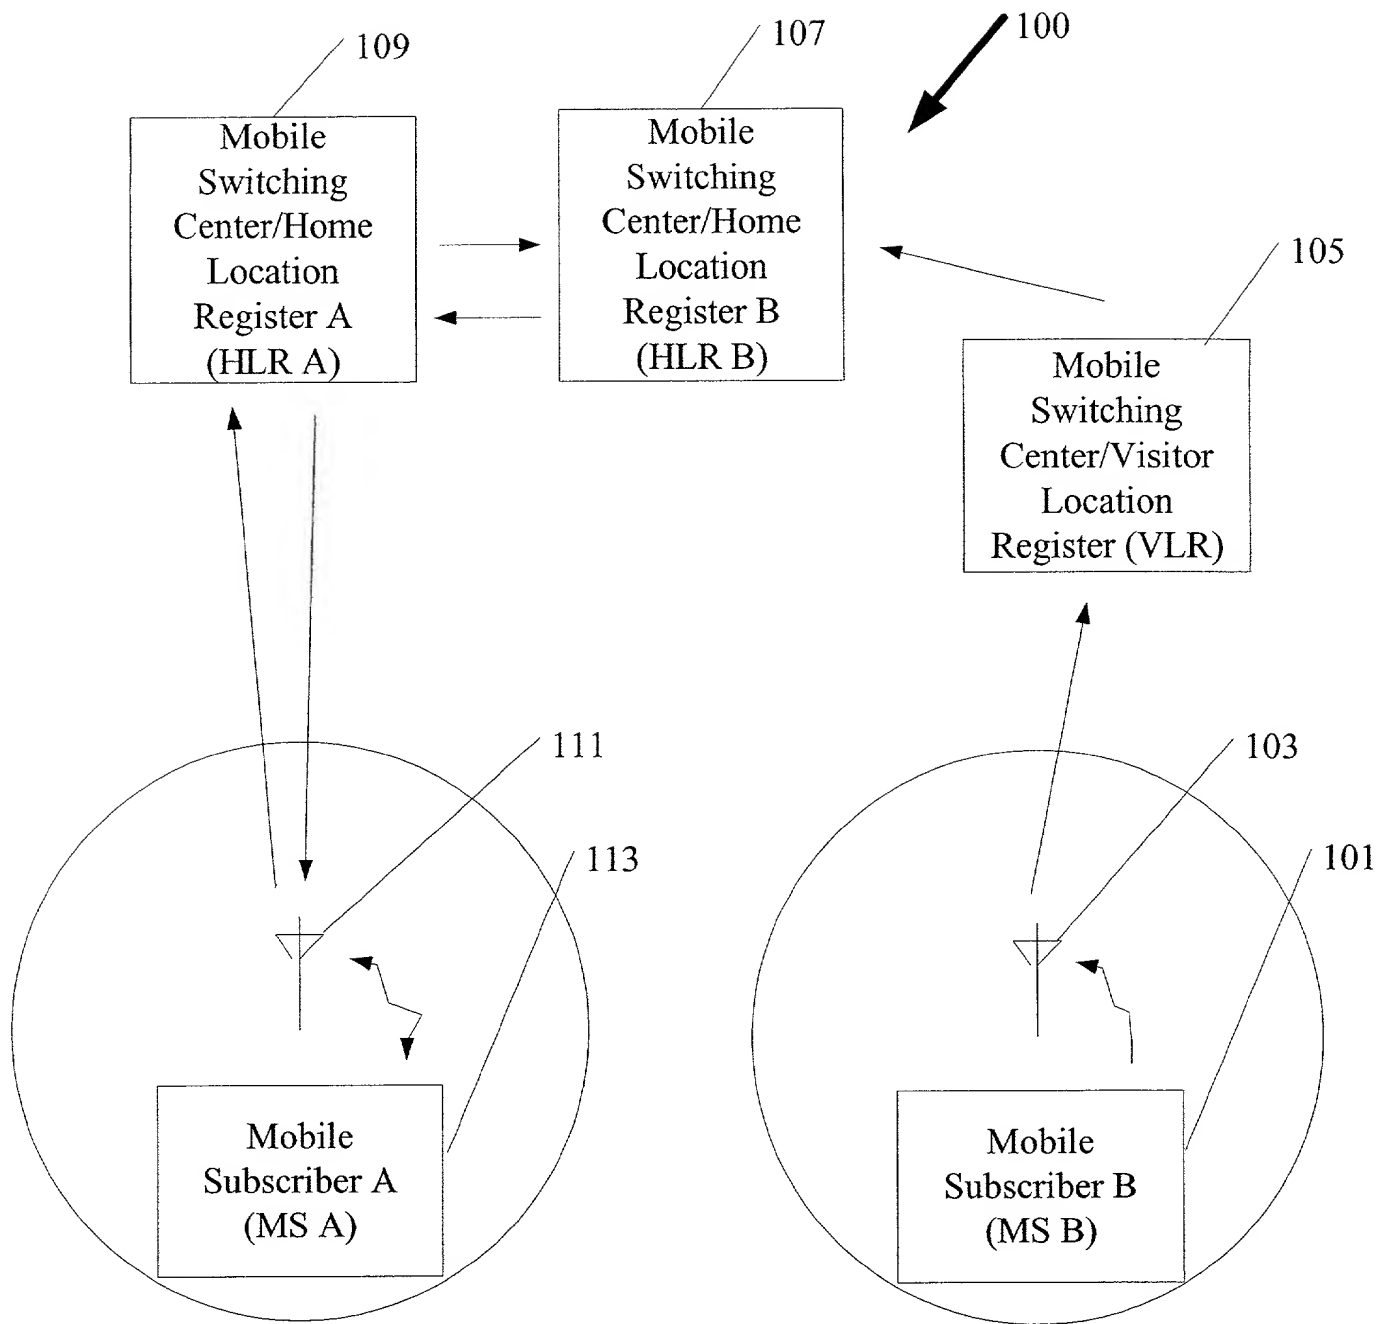 100
109
107
Mobile
Switching
Center/Home
Location
Register A
(HLR A)
Mobile
Switching
Center/Home
Location
Register B
(HLR B)
105
Mobile
Switching
Center/Visitor
Location
Register (VLR)
111
103
113
101
Mobile
Subscriber A
(MS A)
Mobile
Subscriber B
(MS B)